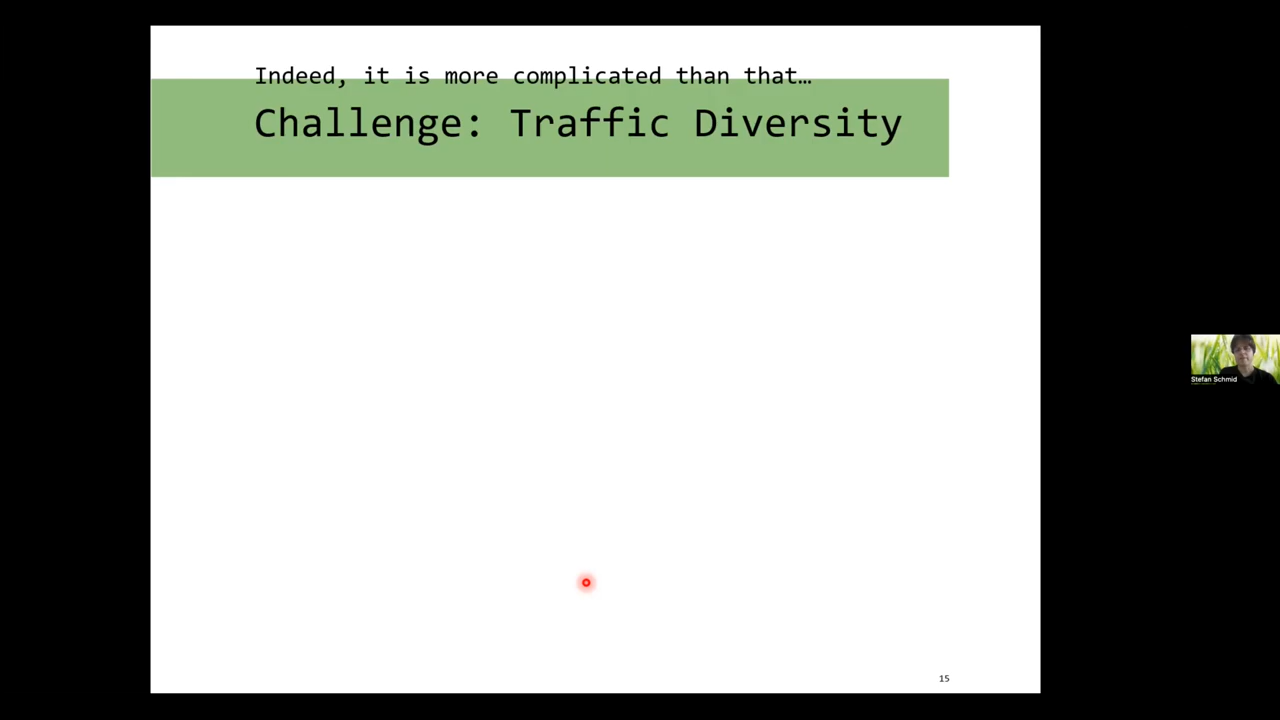 Indeed, it is more complicated than that…
Challenge: Traffic Diversity
Stefan Schmid
15